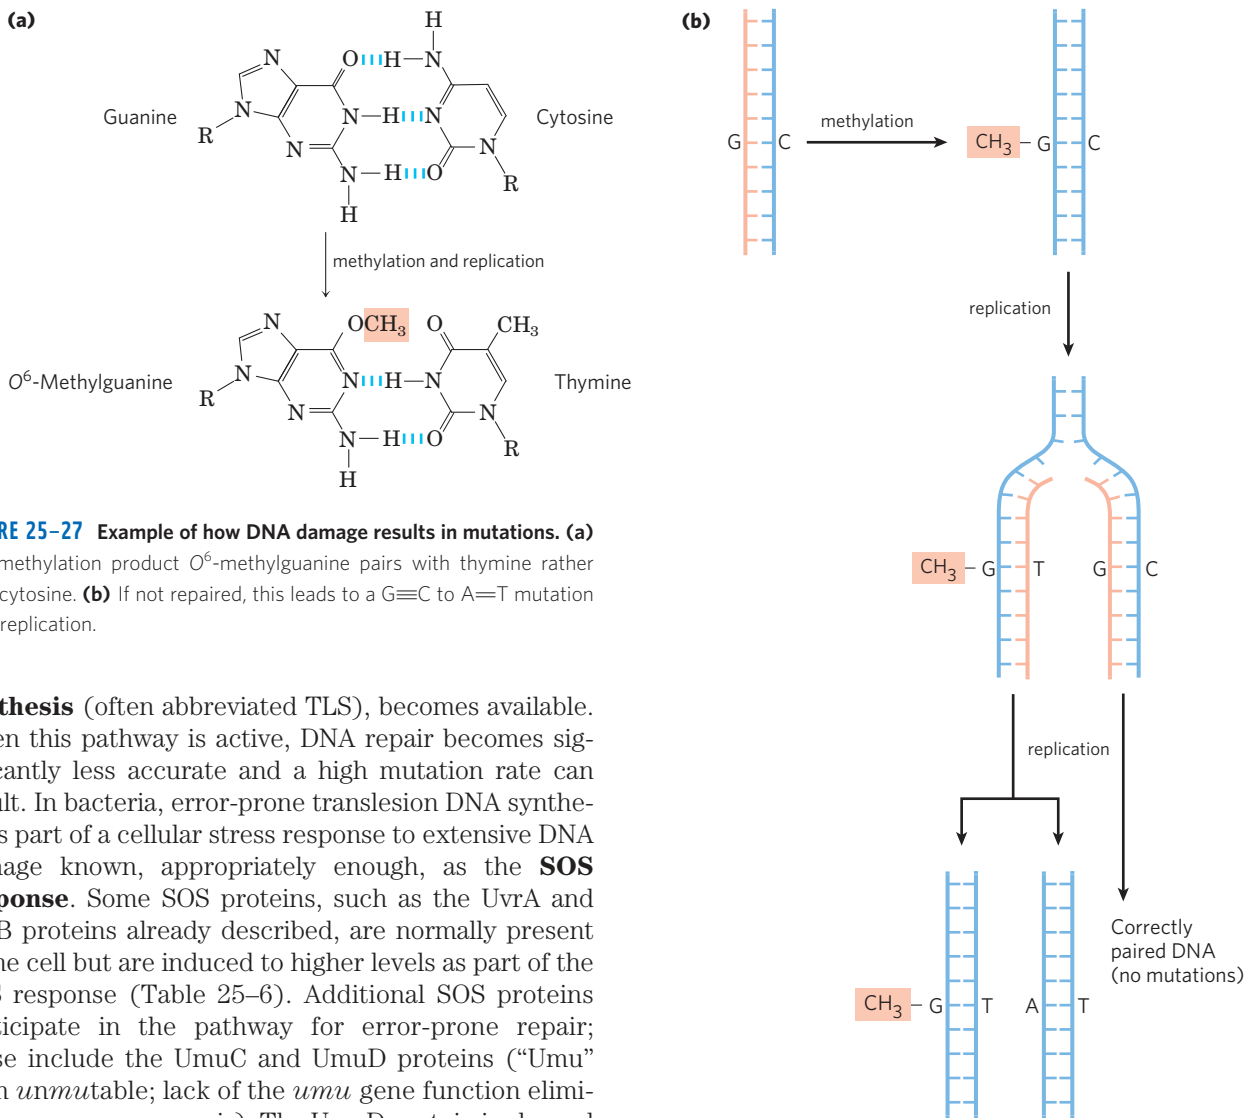 (a)
H
N
O
H
N
Guanine
N
N
H
N
Cytosine
R
N
N
H
O
N
R
H
methylation and replication
N
OCH3
O
CH3
O6-Methylguanine
N
N
H
N
Thymine
R
N
N
H
O
N
R
H
RE 25–27 Example of how DNA damage results in mutations. (a)
methylation product O6-methylguanine pairs with thymine rather
cytosine. (b) If not repaired, this leads to a G≡C to A=T mutation
replication.
thesis (often abbreviated TLS), becomes available.
en this pathway is active, DNA repair becomes sig-
cantly less accurate and a high mutation rate can
ult. In bacteria, error-prone translesion DNA synthe-
s part of a cellular stress response to extensive DNA
mage known, appropriately enough, as the SOS
ponse. Some SOS proteins, such as the UvrA and
B proteins already described, are normally present
he cell but are induced to higher levels as part of the
S response (Table 25–6). Additional SOS proteins
ticipate in the pathway for error-prone repair;
se include the UmuC and UmuD proteins (“Umu”
m unmutable; lack of the umu gene function elimi-
(b)
G C
methylation
CH3 – G C
replication
CH3 – G T G C
replication
Correctly
paired DNA
(no mutations)
CH3 – G T A T